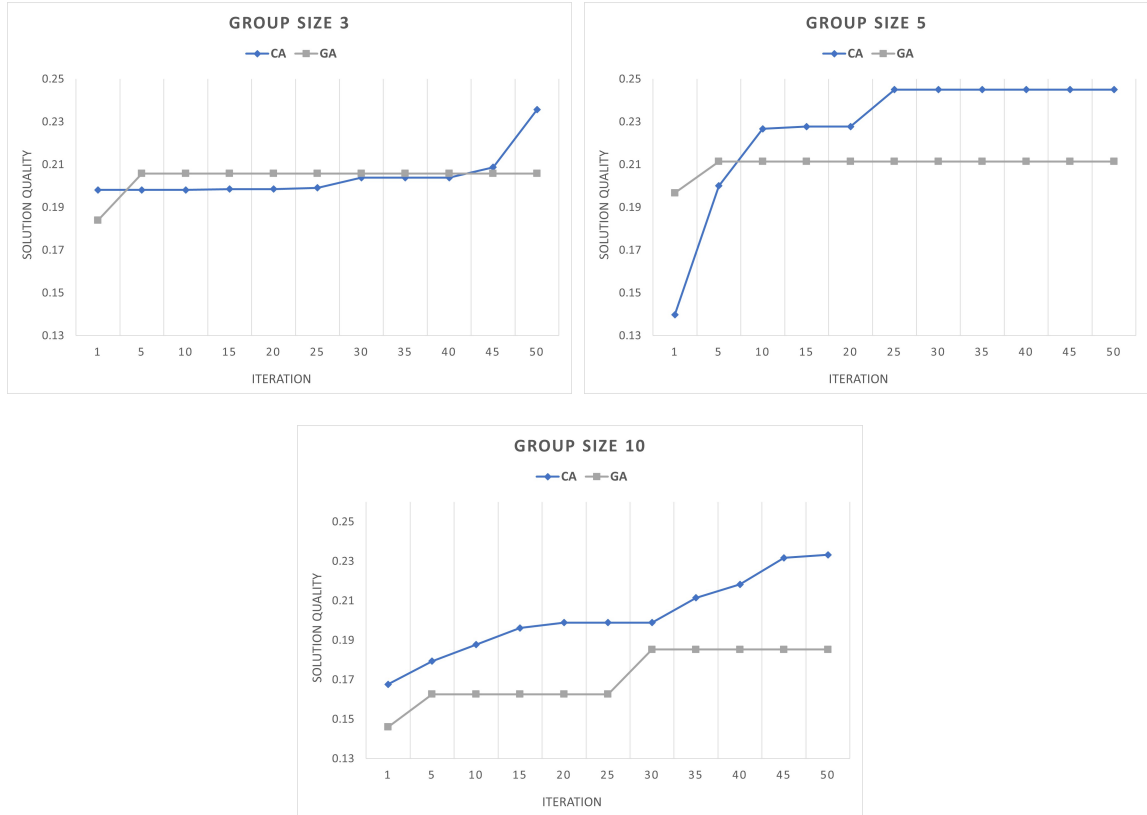 GROUP SIZE 3
CA GA
SOLUTION QUALITY
0.25
0.23
0.21
0.19
0.17
0.15
0.13
1 5 10 15 20 25 30 35 40 45 50
ITERATION
GROUP SIZE 5
CA GA
SOLUTION QUALITY
0.25
0.23
0.21
0.19
0.17
0.15
0.13
1 5 10 15 20 25 30 35 40 45 50
ITERATION
GROUP SIZE 10
CA GA
SOLUTION QUALITY
0.25
0.23
0.21
0.19
0.17
0.15
0.13
1 5 10 15 20 25 30 35 40 45 50
ITERATION